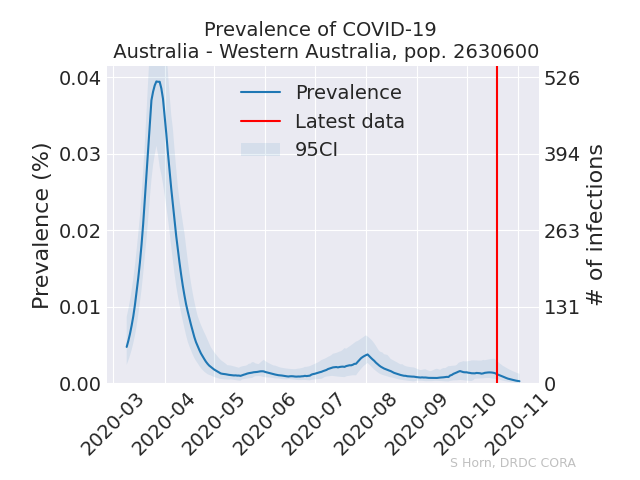 Prevalence of COVID-19
Australia - Western Australia, pop. 2630600
Prevalence
Latest data
95CI
Prevalence (%)
0.04
0.03
0.02
0.01
0.00
526
394
263
131
0
# of infections
2020-03
2020-04
2020-05
2020-06
2020-07
2020-08
2020-09
2020-10
2020-11
S Horn, DRDC CORA